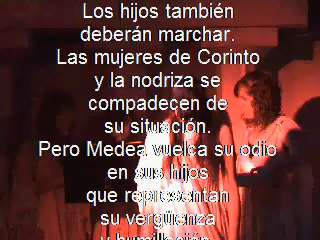 Los hijos también
deberán marchar.
Las mujeres de Corinto
y la nodriza se
compadecen de
su situación.
Pero Medea vuelca su odio
en sus hijos
que representan
su vergüenza
y humillación